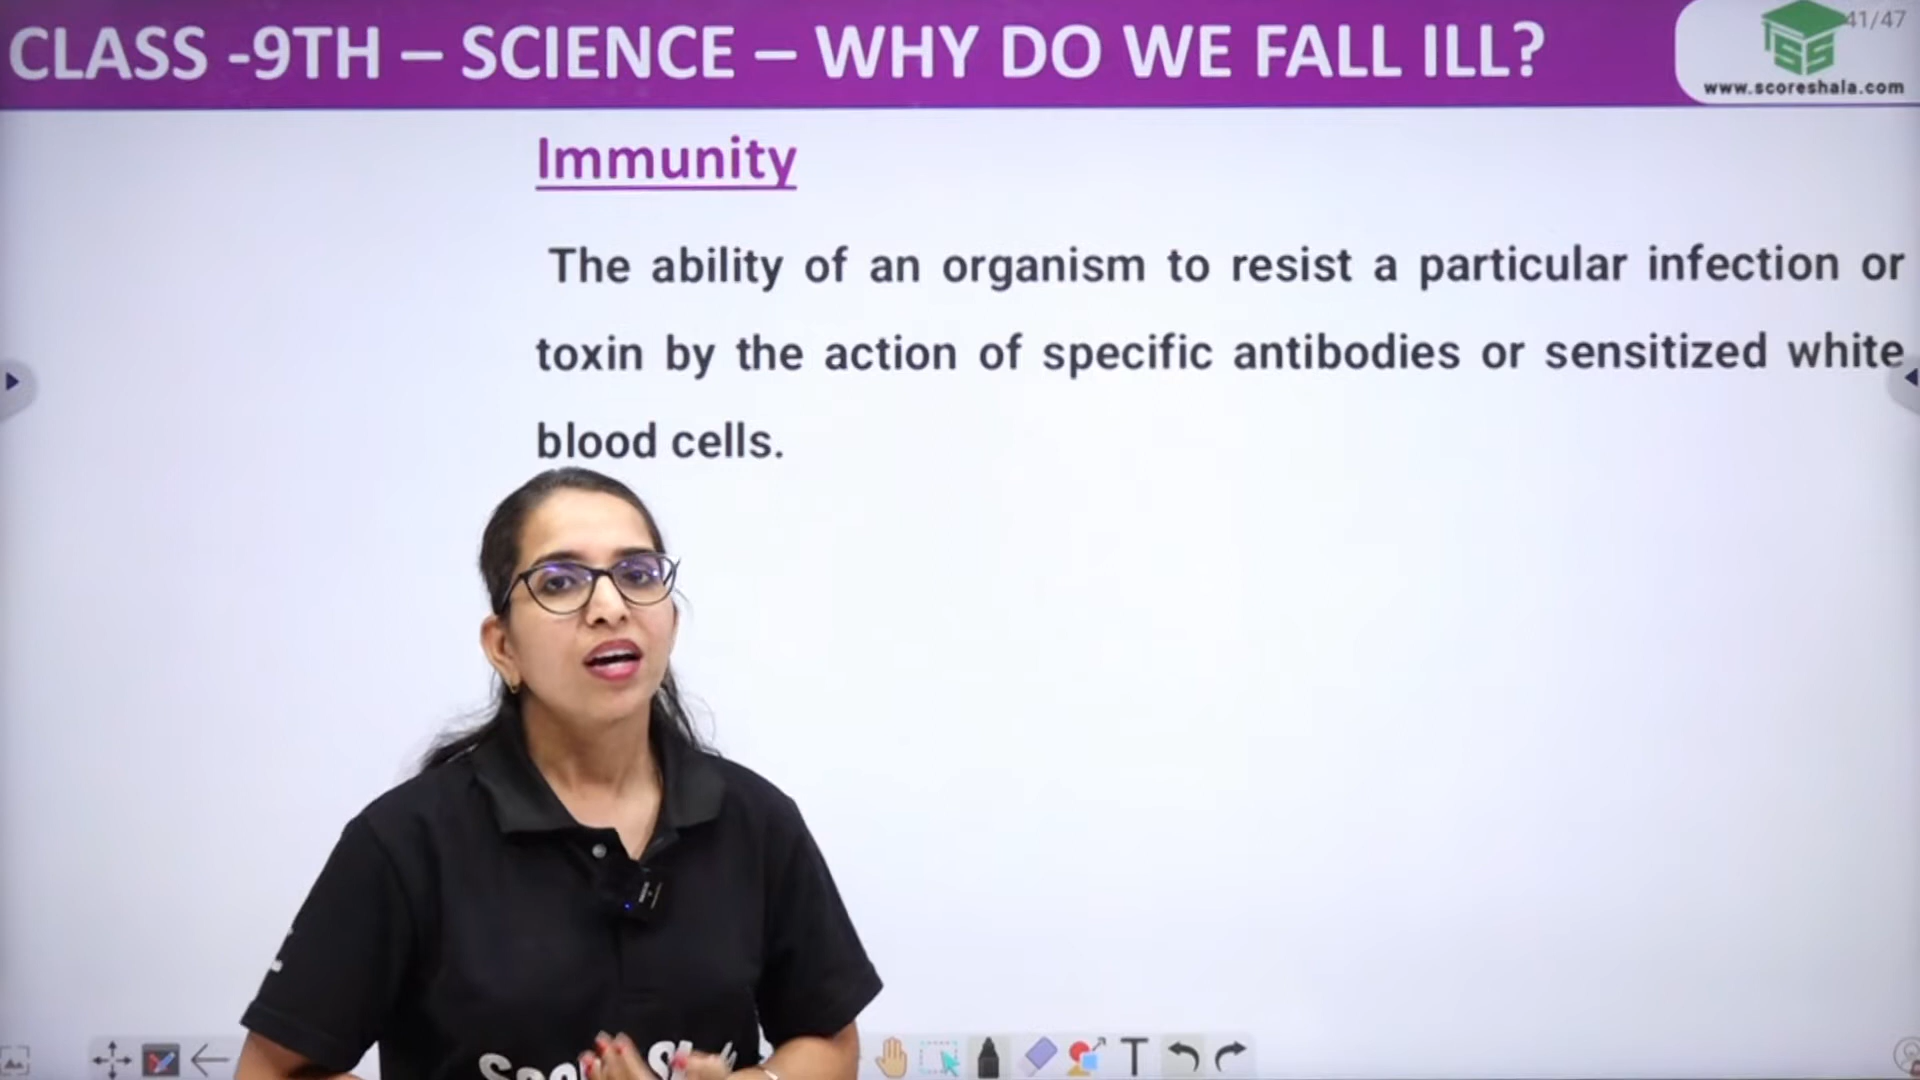 CLASS -9TH – SCIENCE – WHY DO WE FALL ILL?
41/47
SS
www.scoreshala.com
Immunity
The ability of an organism to resist a particular infection or
toxin by the action of specific antibodies or sensitized white
blood cells.
T